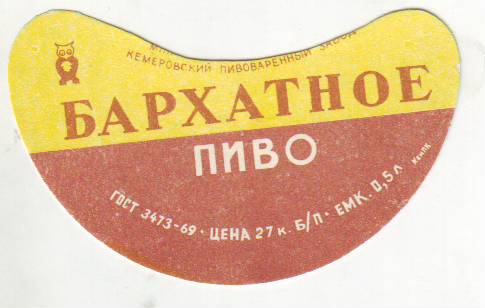 КЕМЕРОВСКИЙ ПИВОВАРЕННЫЙ ЗАВОД
БАРХАТНОЕ
ПИВО
ГОСТ 3473-69 · ЦЕНА 27 к. Б/П · ЕМК. 0,5 л